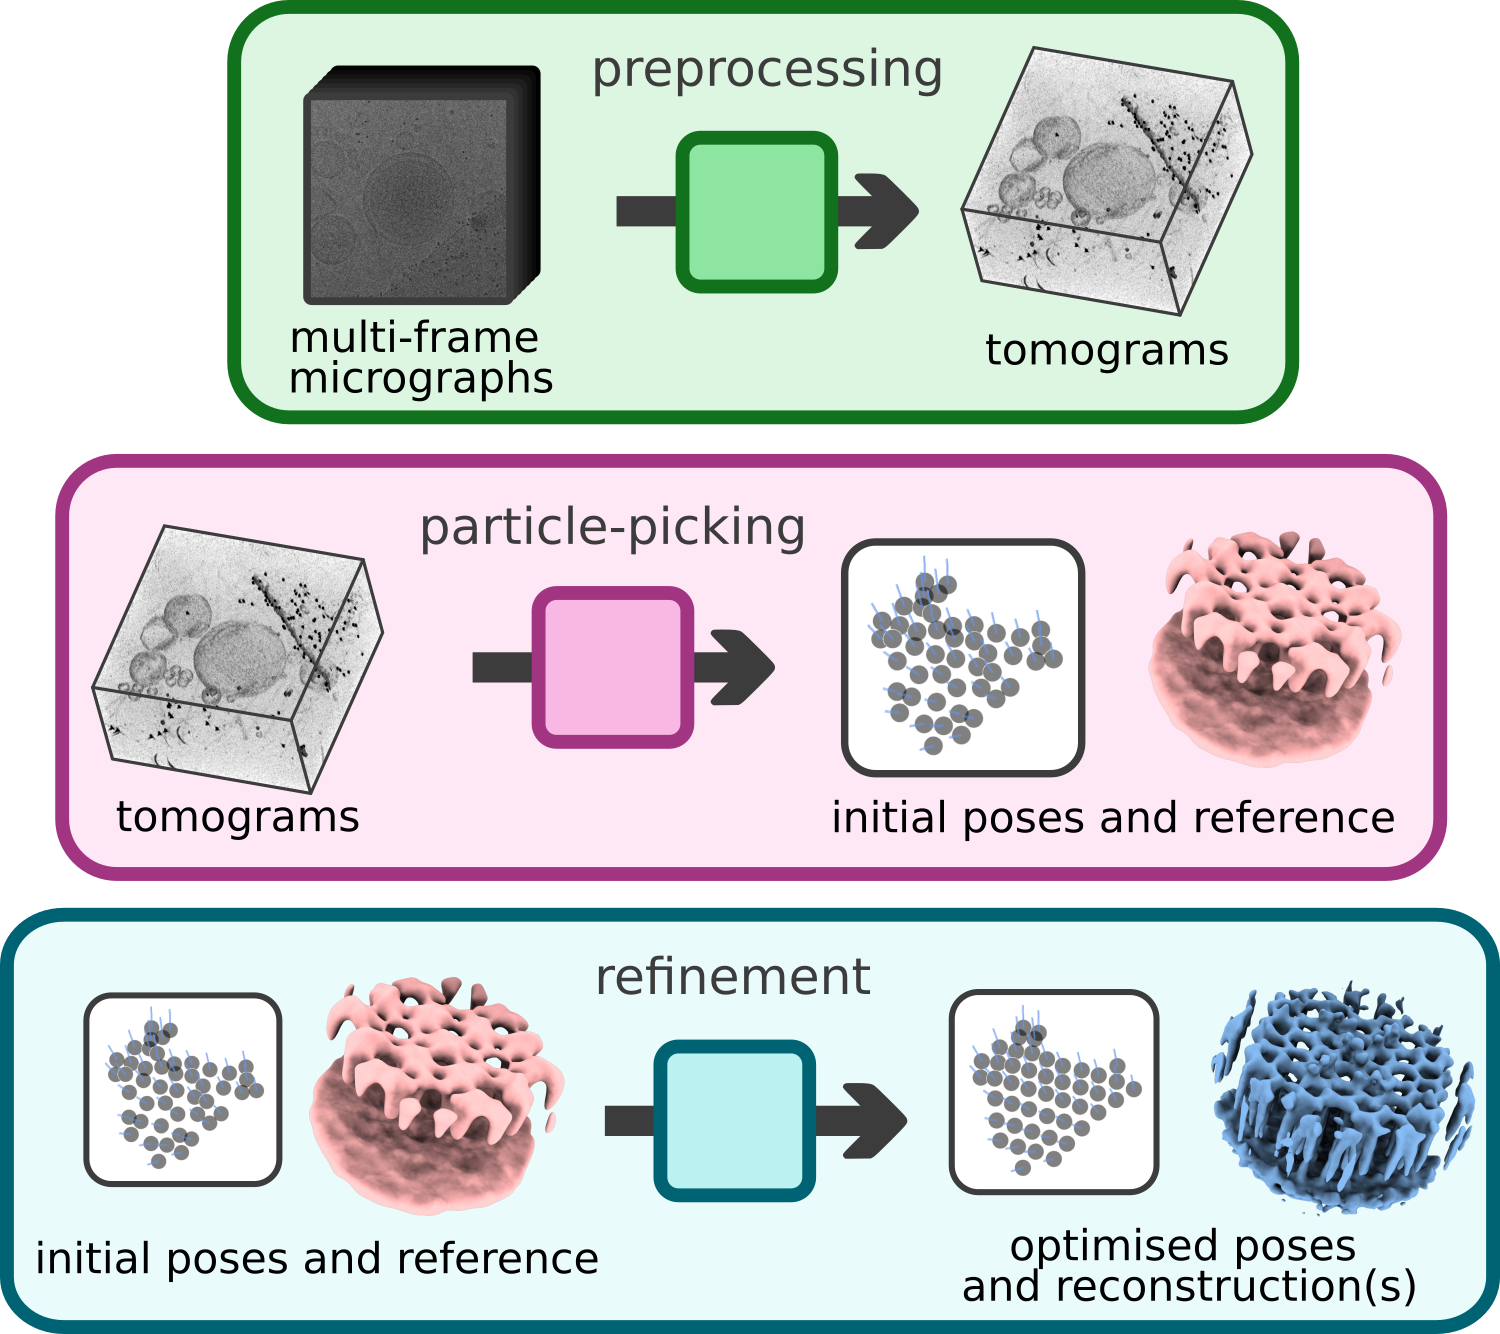 preprocessing
multi-frame
micrographs
tomograms
particle-picking
tomograms
initial poses and reference
refinement
initial poses and reference
optimised poses
and reconstruction(s)